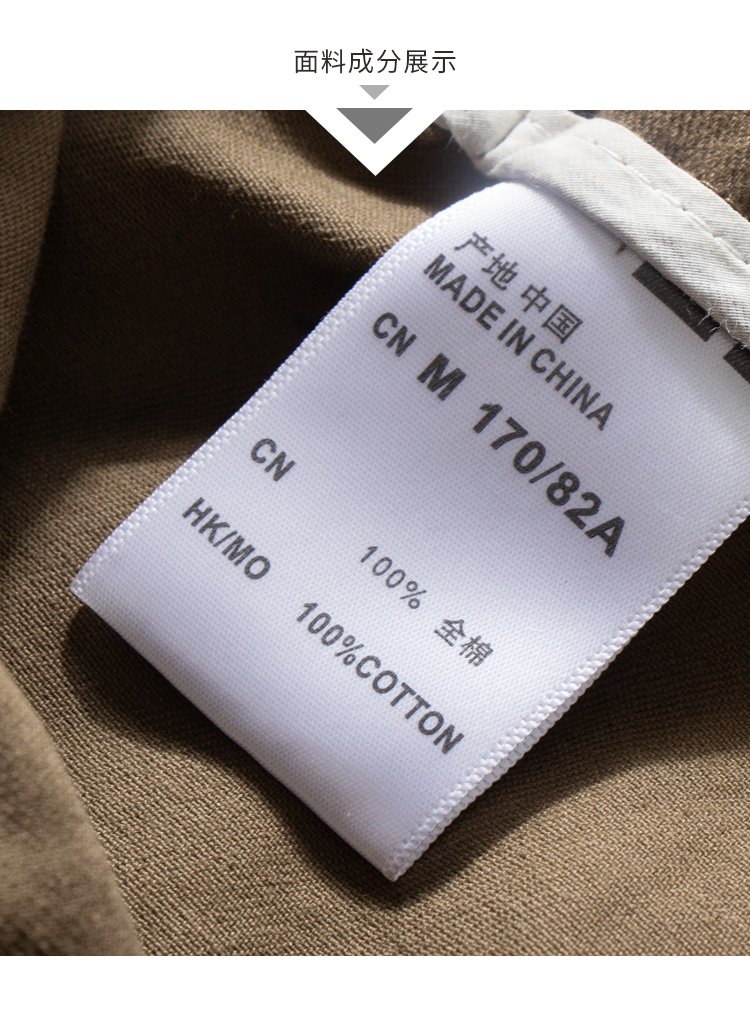 面料成分展示
产地 中国
MADE IN CHINA
CN M 170/82A
CN 100% 全棉
HK/MO 100%COTTON